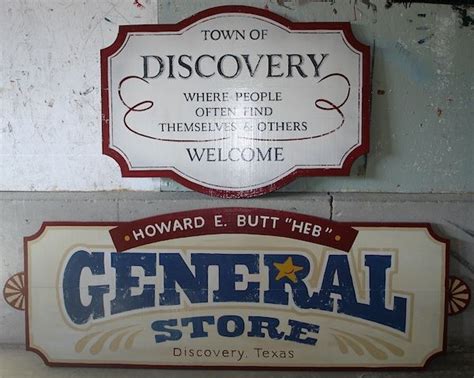 TOWN OF
DISCOVERY
WHERE PEOPLE
OFTEN FIND
THEMSELVES & OTHERS
WELCOME
HOWARD E. BUTT "HEB"
GENERAL
STORE
Discovery, Texas